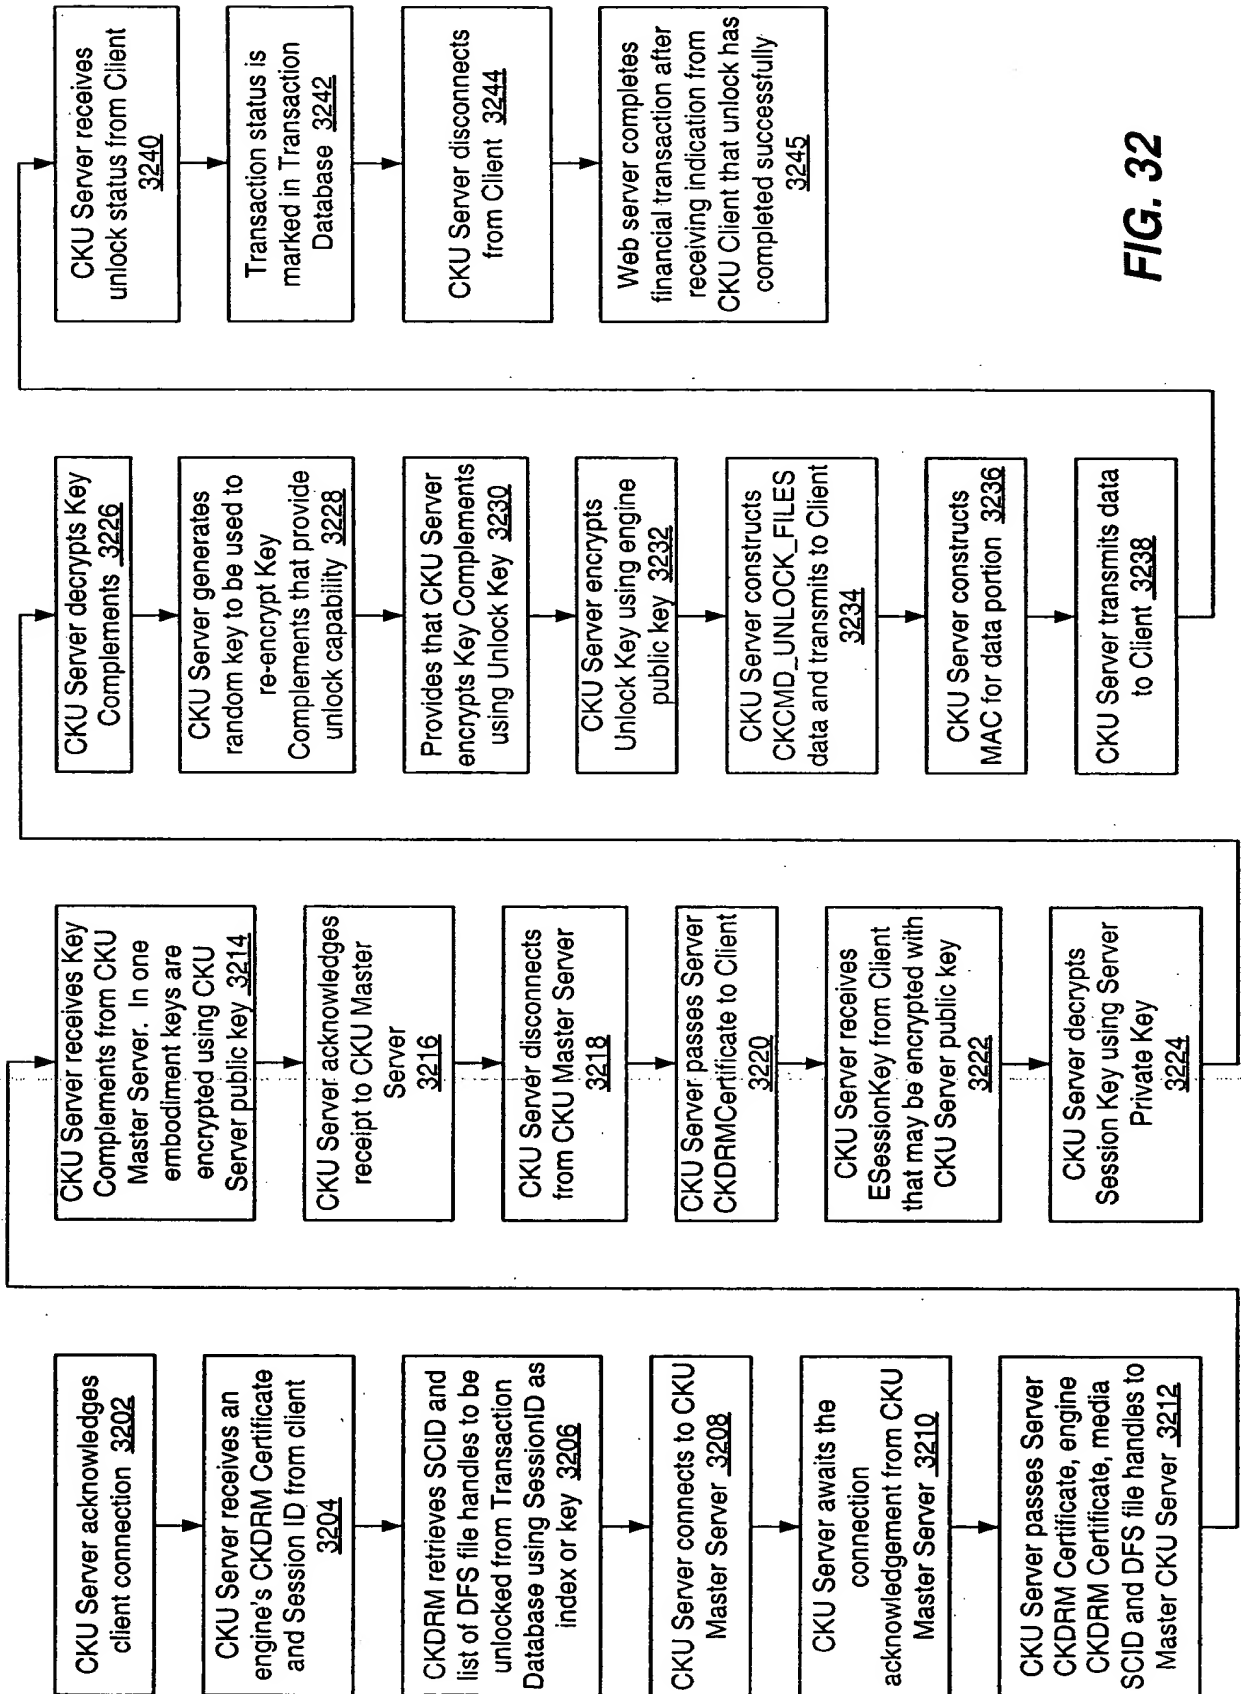 CKU Server acknowledges
client connection 3202
CKU Server receives an
engine's CKDRM Certificate
and Session ID from client
3204
CKDRM retrieves SCID and
list of DFS file handles to be
unlocked from Transaction
Database using SessionID as
index or key 3206
CKU Server connects to CKU
Master Server 3208
CKU Server awaits the
connection
acknowledgement from CKU
Master Server 3210
CKU Server passes Server
CKDRM Certificate, engine
CKDRM Certificate, media
SCID and DFS file handles to
Master CKU Server 3212
CKU Server receives Key
Complements from CKU
Master Server. In one
embodiment keys are
encrypted using CKU
Server public key 3214
CKU Server acknowledges
receipt to CKU Master
Server
3216
CKU Server disconnects
from CKU Master Server
3218
CKU Server passes Server
CKDRMCertificate to Client
3220
CKU Server receives
ESessionKey from Client
that may be encrypted with
CKU Server public key
3222
CKU Server decrypts
Session Key using Server
Private Key
3224
CKU Server decrypts Key
Complements 3226
CKU Server generates
random key to be used to
re-encrypt Key
Complements that provide
unlock capability 3228
Provides that CKU Server
encrypts Key Complements
using Unlock Key 3230
CKU Server encrypts
Unlock Key using engine
public key 3232
CKU Server constructs
CKCMD_UNLOCK_FILES
data and transmits to Client
3234
CKU Server constructs
MAC for data portion 3236
CKU Server transmits data
to Client 3238
CKU Server receives
unlock status from Client
3240
Transaction status is
marked in Transaction
Database 3242
CKU Server disconnects
from Client 3244
Web server completes
financial transaction after
receiving indication from
CKU Client that unlock has
completed successfully
3245
FIG. 32